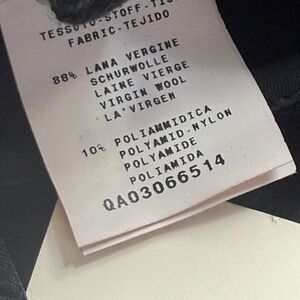 TESSUTO-STOFF-TIS
FABRIC-TEJIDO
88% LANA VERGINE
SCHURWOLLE
LAINE VIERGE
VIRGIN WOOL
LA VIRGEN
10% POLIAMMIDICA
POLYAMID-NYLON
POLYAMIDE
POLIAMIDA
QA03066514